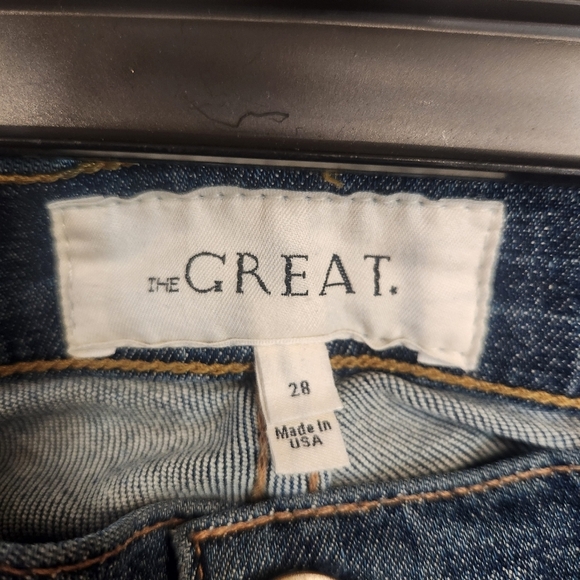 THE GREAT.
28
Made In
USA